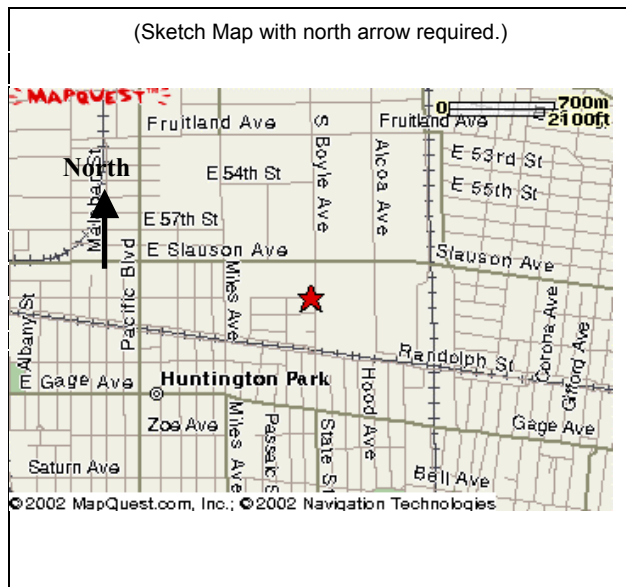 (Sketch Map with north arrow required.)
MAPQUEST™
0 700m
2100ft
Fruitland Ave
Fruitland Ave
S Boyle Ave
Alcoa Ave
E 53rd St
E 54th St
E 55th St
North
Malabar St
E 57th St
Pacific Blvd
E Slauson Ave
Slauson Ave
Miles Ave
Albany St
Randolph St
Corona Ave
Gifford Ave
E Gage Ave
Huntington Park
Hood Ave
Gage Ave
Zoe Ave
Miles Ave
Passaic S
State St
Saturn Ave
Bell Ave
©2002 MapQuest.com, Inc.; ©2002 Navigation Technologies